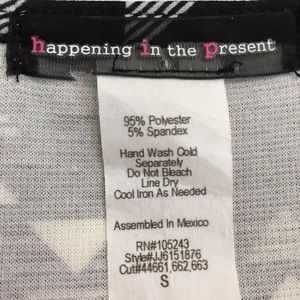 happening in the present
95% Polyester
5% Spandex
Hand Wash Cold
Separately
Do Not Bleach
Line Dry
Cool Iron As Needed
Assembled In Mexico
RN#105243
Style#JJ6151876
Cut#44661,662,663
S